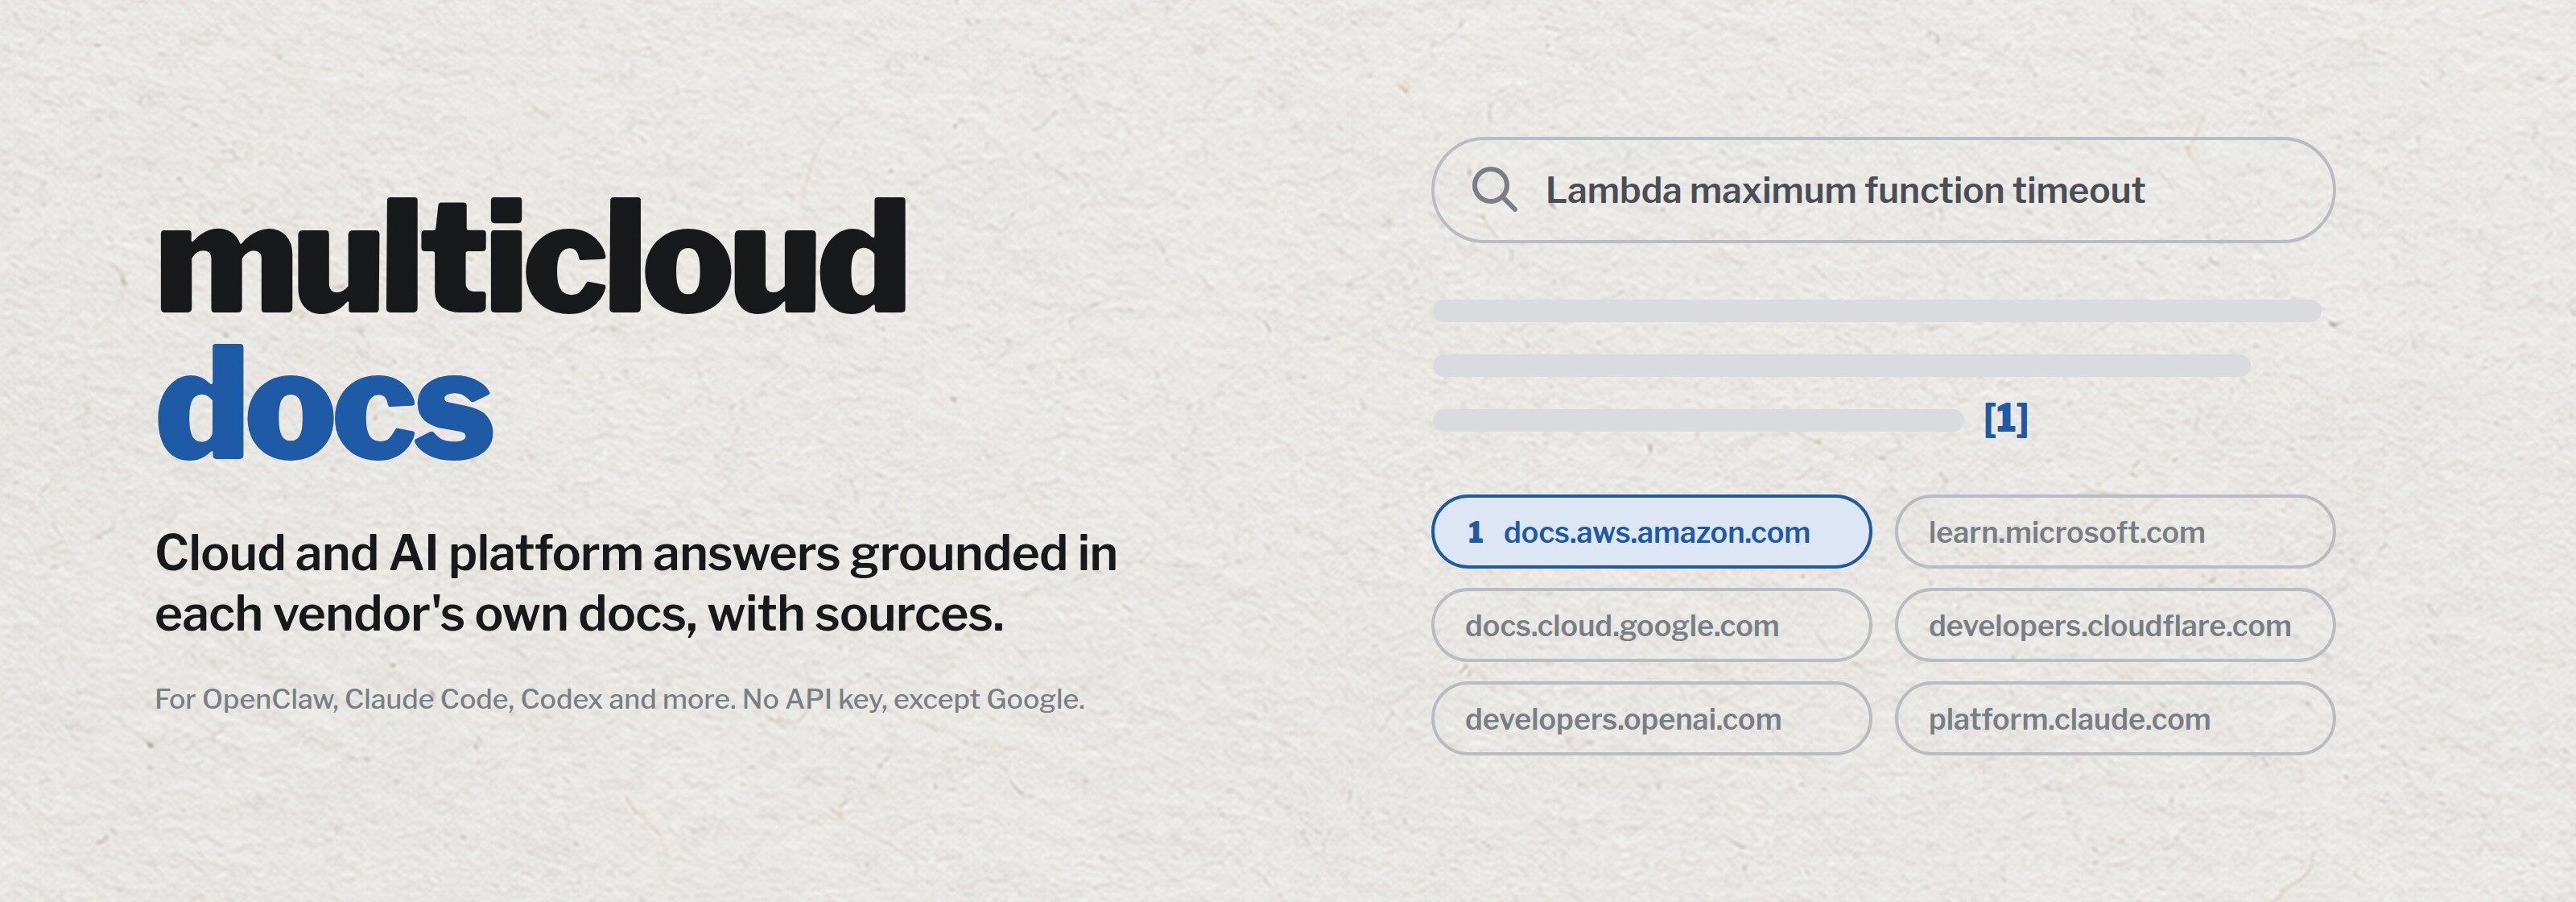 multicloud
docs
Cloud and AI platform answers grounded in
each vendor's own docs, with sources.
For OpenClaw, Claude Code, Codex and more. No API key, except Google.
Lambda maximum function timeout
[1]
1 docs.aws.amazon.com
learn.microsoft.com
docs.cloud.google.com
developers.cloudflare.com
developers.openai.com
platform.claude.com